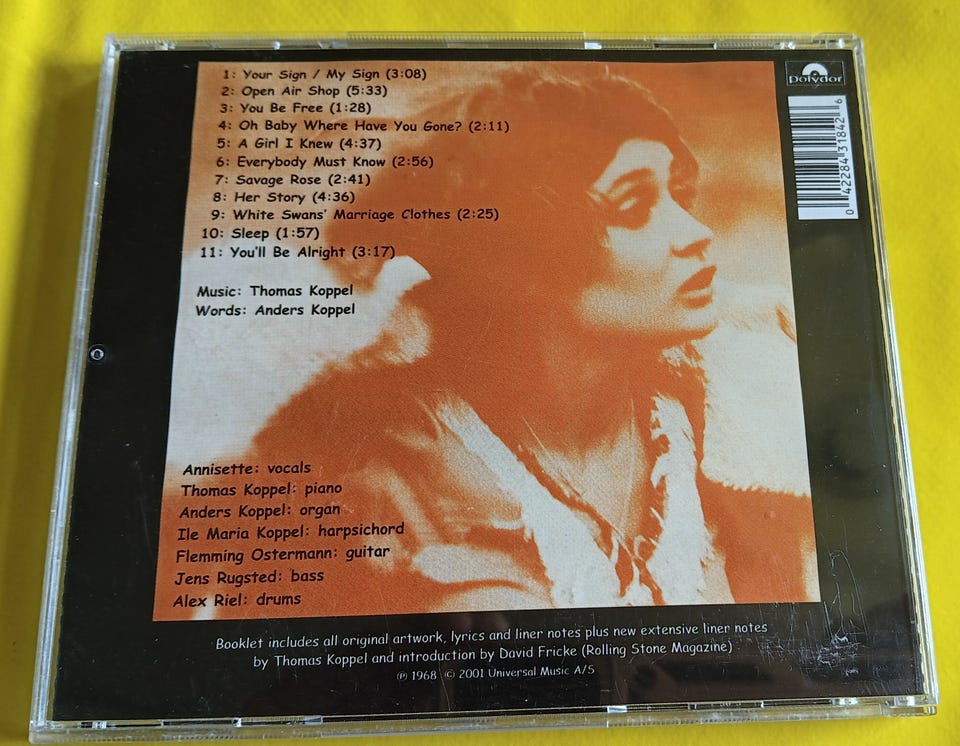 1: Your Sign / My Sign (3:08)
2: Open Air Shop (5:33)
3: You Be Free (1:28)
4: Oh Baby Where Have You Gone? (2:11)
5: A Girl I Knew (4:37)
6: Everybody Must Know (2:56)
7: Savage Rose (2:41)
8: Her Story (4:36)
9: White Swans' Marriage Clothes (2:25)
10: Sleep (1:57)
11: You'll Be Alright (3:17)
Music: Thomas Koppel
Words: Anders Koppel
Polydor
0 42284 31842 6
Annisette: vocals
Thomas Koppel: piano
Anders Koppel: organ
Ile Maria Koppel: harpsichord
Flemming Ostermann: guitar
Jens Rugsted: bass
Alex Riel: drums
Booklet includes all original artwork, lyrics and liner notes plus new extensive liner notes
by Thomas Koppel and introduction by David Fricke (Rolling Stone Magazine)
℗ 1968 © 2001 Universal Music A/S